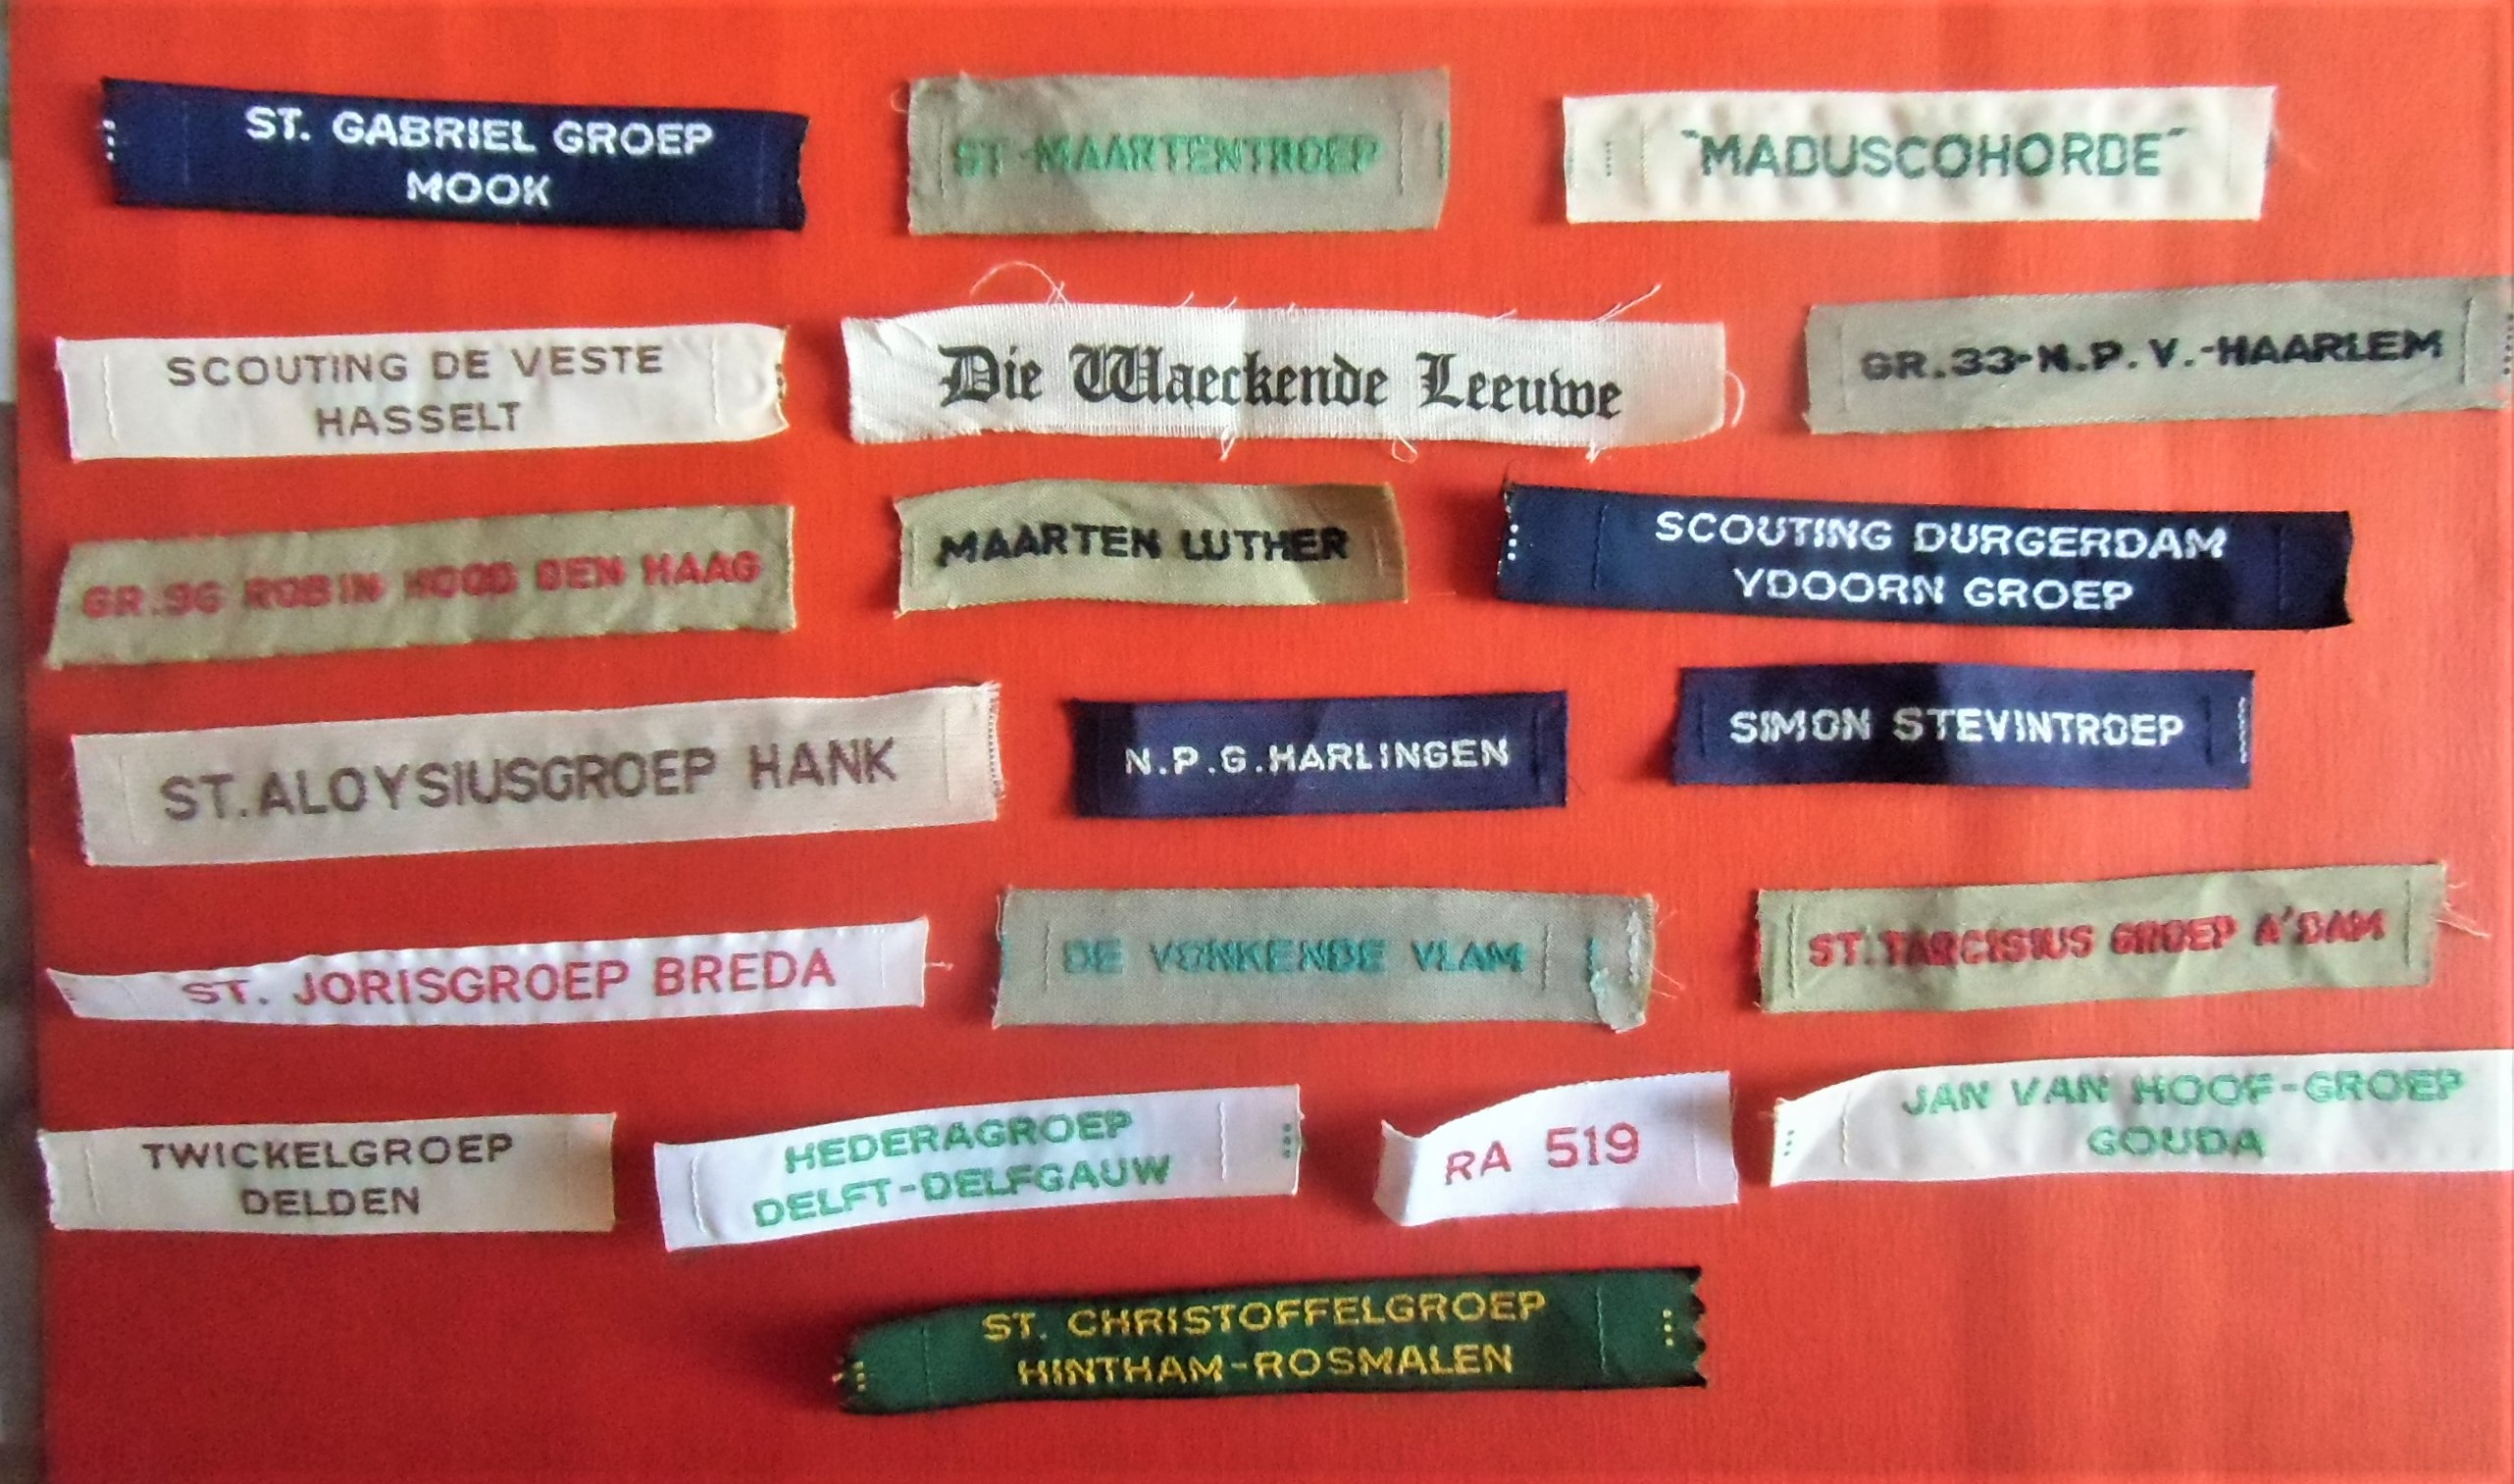 ST. GABRIEL GROEP
MOOK
ST-MAARTENTROEP
"MADUSCOHORDE"
SCOUTING DE VESTE
HASSELT
Die Waeckende Leeuwe
GR.33-N.P.V.-HAARLEM
GR.96 ROBIN HOOD DEN HAAG
MAARTEN LUTHER
SCOUTING DURGERDAM
YDOORN GROEP
ST.ALOYSIUSGROEP HANK
N.P.G.HARLINGEN
SIMON STEVINTROEP
ST. JORISGROEP BREDA
DE VONKENDE VLAM
ST.TARCISIUS GROEP A'DAM
TWICKELGROEP
DELDEN
HEDERAGROEP
DELFT-DELFGAUW
RA 519
JAN VAN HOOF-GROEP
GOUDA
ST. CHRISTOFFELGROEP
HINTHAM-ROSMALEN